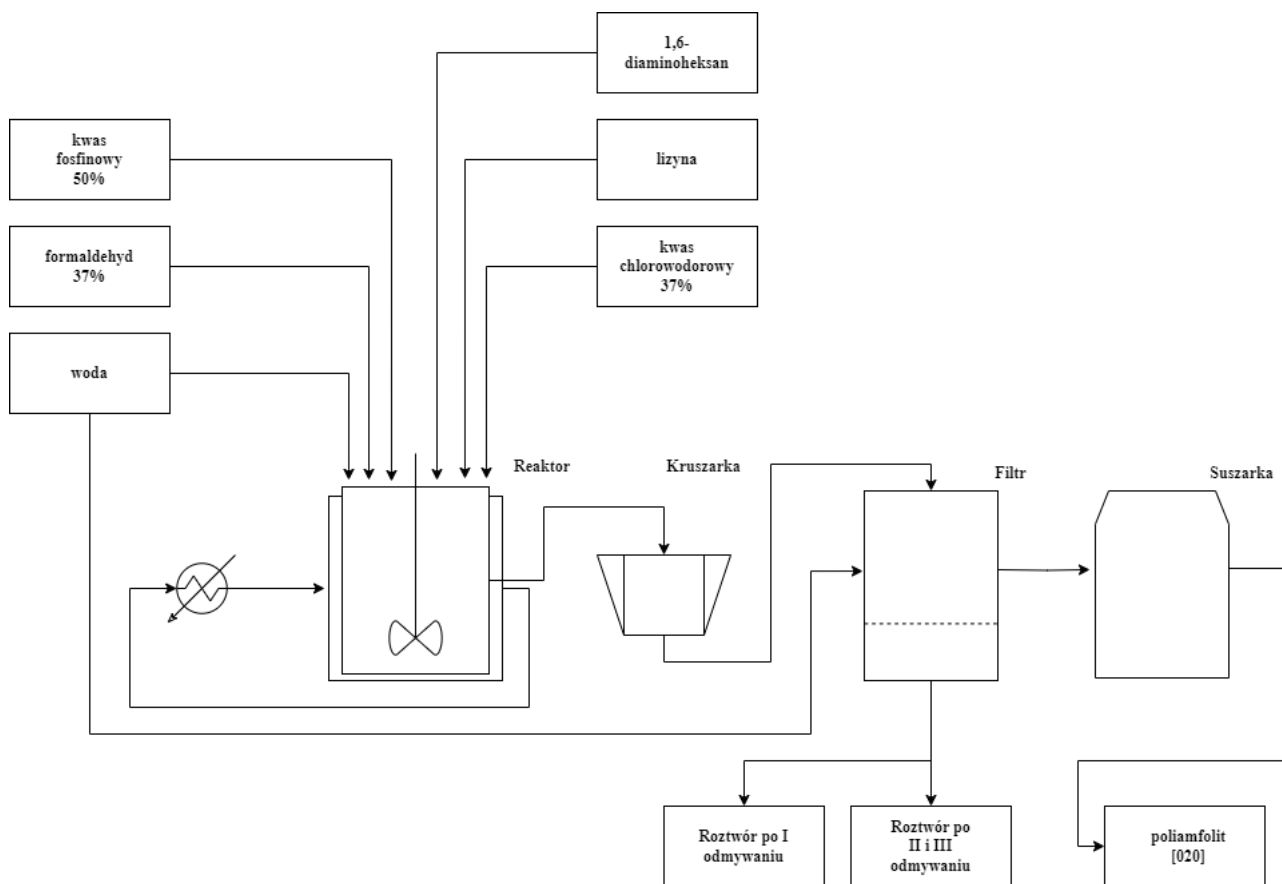 1,6-
diaminoheksan
kwas
fosfinowy
50%
lizyna
formaldehyd
37%
kwas
chlorowodorowy
37%
woda
Reaktor
Kruszarka
Filtr
Suszarka
Roztwór po I
odmywaniu
Roztwór po
II i III
odmywaniu
poliamfolit
[020]